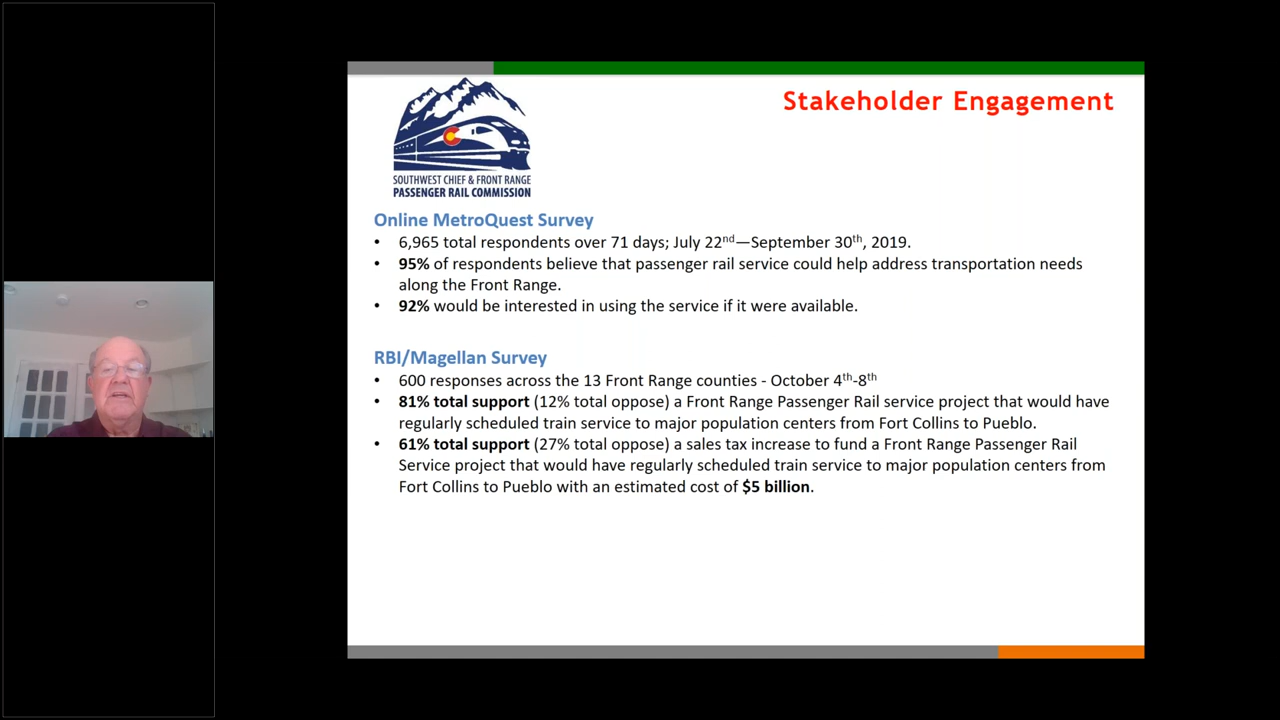 Stakeholder Engagement
SOUTHWEST CHIEF & FRONT RANGE
PASSENGER RAIL COMMISSION
Online MetroQuest Survey
• 6,965 total respondents over 71 days; July 22nd—September 30th, 2019.
• 95% of respondents believe that passenger rail service could help address transportation needs
along the Front Range.
• 92% would be interested in using the service if it were available.
RBI/Magellan Survey
• 600 responses across the 13 Front Range counties - October 4th-8th
• 81% total support (12% total oppose) a Front Range Passenger Rail service project that would have
regularly scheduled train service to major population centers from Fort Collins to Pueblo.
• 61% total support (27% total oppose) a sales tax increase to fund a Front Range Passenger Rail
Service project that would have regularly scheduled train service to major population centers from
Fort Collins to Pueblo with an estimated cost of $5 billion.